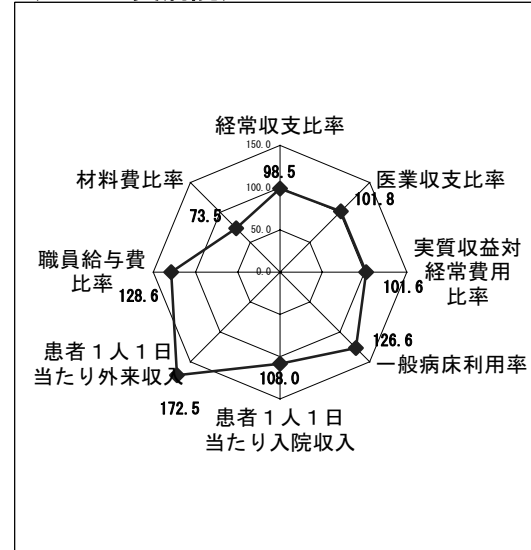 経常収支比率
150.0
98.5
100.0
50.0
0.0
医業収支比率
101.8
実質収益対
経常費用
比率
101.6
126.6
一般病床利用率
108.0
患者１人１日
当たり入院収入
患者１人１日
当たり外来収入
172.5
職員給与費
比率
128.6
材料費比率
73.5